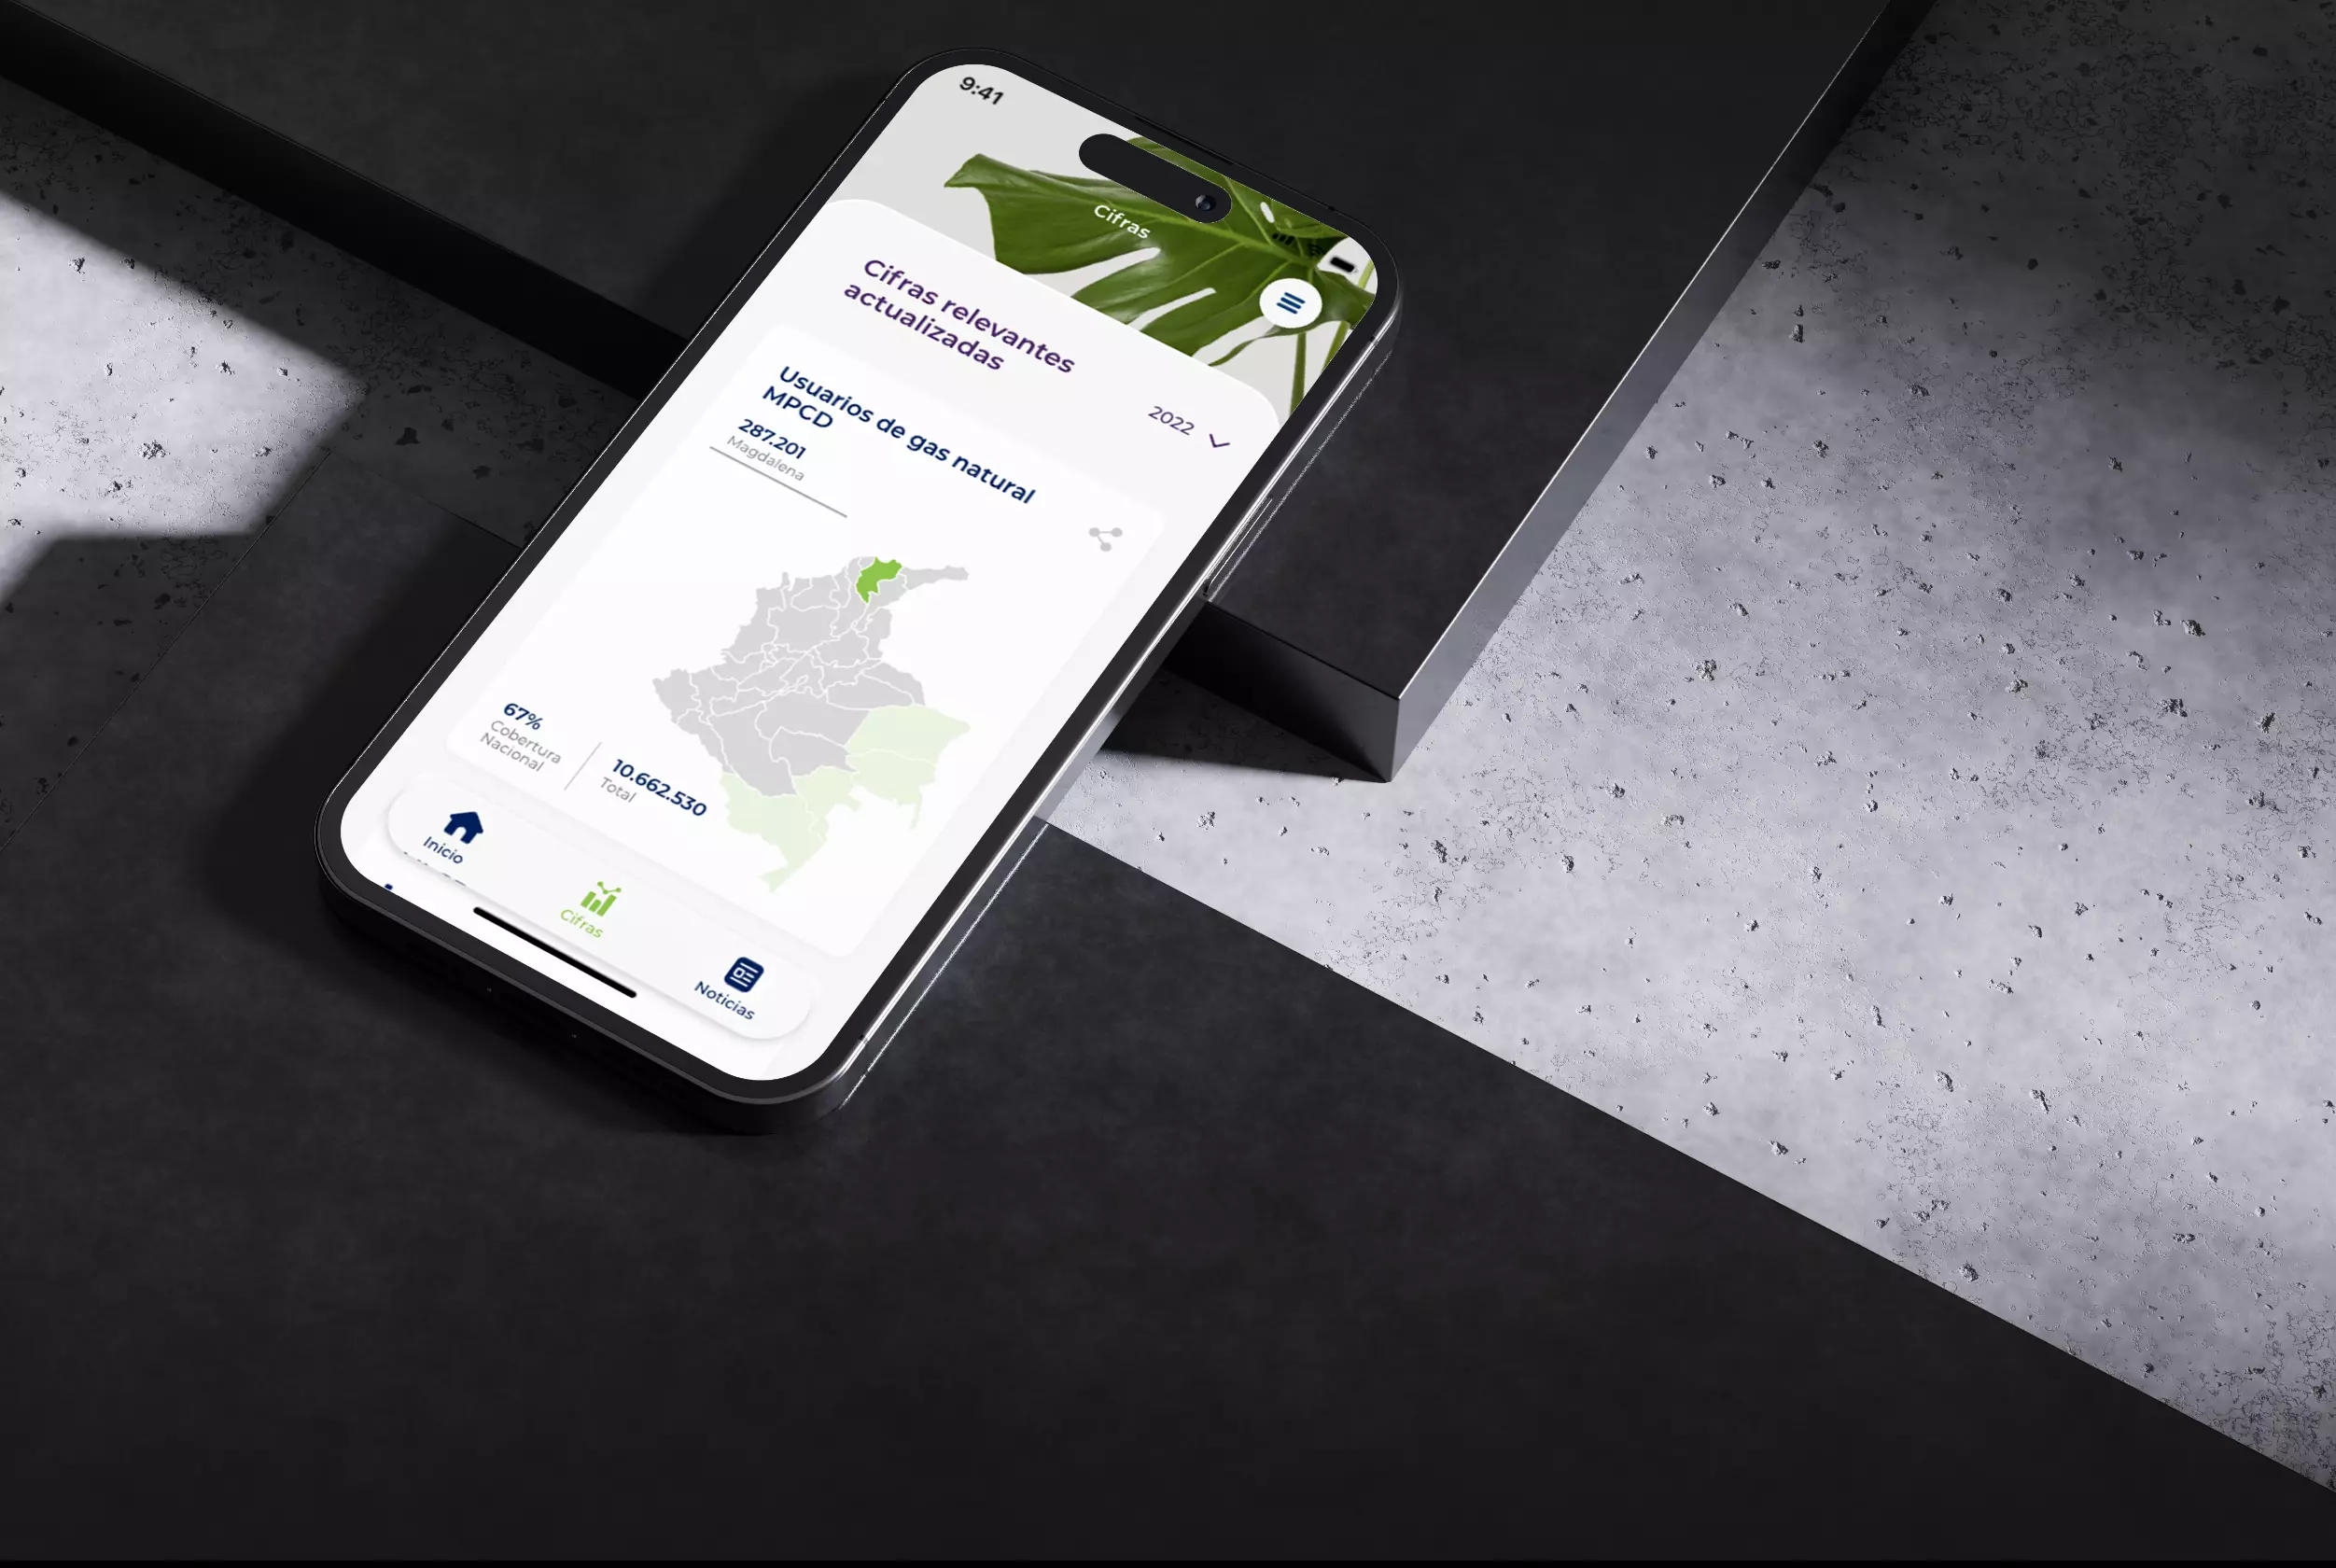 9:41
Cifras
Cifras relevantes
actualizadas
2022
Usuarios de gas natural
MPCD
287.201
Magdalena
67%
Cobertura
Nacional
10.662.530
Total
Inicio
Cifras
Noticias